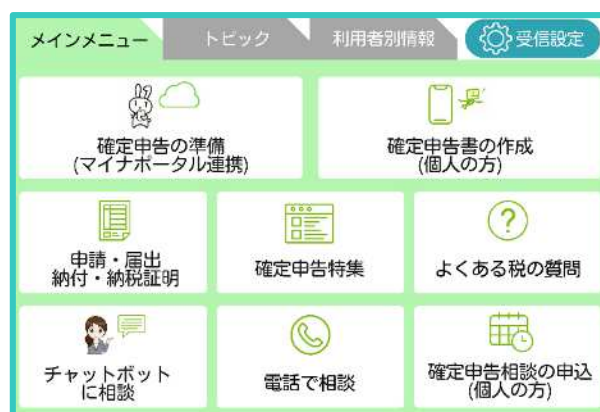 メインメニュー
トピック
利用者別情報
受信設定
確定申告の準備
(マイナポータル連携)
確定申告書の作成
(個人の方)
申請・届出
納付・納税証明
確定申告特集
よくある税の質問
チャットボット
に相談
電話で相談
確定申告相談の申込
(個人の方)